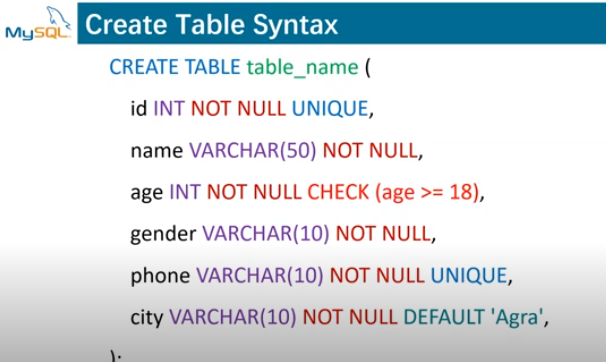 MySQL
Create Table Syntax
CREATE TABLE table_name (
id INT NOT NULL UNIQUE,
name VARCHAR(50) NOT NULL,
age INT NOT NULL CHECK (age >= 18),
gender VARCHAR(10) NOT NULL,
phone VARCHAR(10) NOT NULL UNIQUE,
city VARCHAR(10) NOT NULL DEFAULT 'Agra',
);